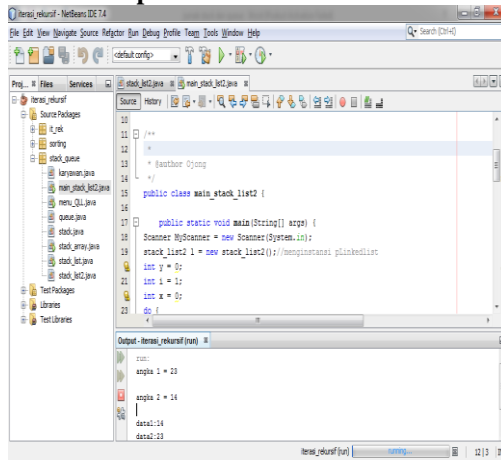 iterasi_rekursif - NetBeans IDE 7.4
File Edit View Navigate Source Refactor Run Debug Profile Team Tools Window Help
Search (Ctrl+I)
<default config>
Proj... Files Services
stack_list2.java main_stack_list2.java
iterasi_rekursif
Source Packages
it_rek
sorting
stack_queue
karyawan.java
main_stack_list2.java
menu_QLL.java
queue.java
stack.java
stack_array.java
stack_list.java
stack_list2.java
Test Packages
Libraries
Test Libraries
Source History
10
11 /**
12 *
13 * @author Ojong
14 */
15 public class main_stack_list2 {
16
17 public static void main(String[] args) {
18 Scanner MyScanner = new Scanner(System.in);
19 stack_list2 l = new stack_list2();//menginstansi plinkedlist
int y = 0;
21 int i = 1;
int x = 0;
23 do {
Output - iterasi_rekursif (run)
run:
angka 1 = 23
angka 2 = 14
data1:14
data2:23
iterasi_rekursif (run) running... 12 | 3